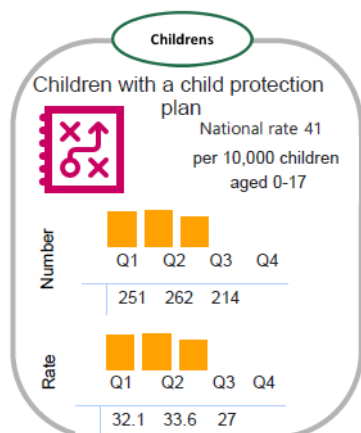 Childrens
Children with a child protection
plan
National rate 41
per 10,000 children
aged 0-17
Number
Q1 Q2 Q3 Q4
251 262 214
Rate
Q1 Q2 Q3 Q4
32.1 33.6 27